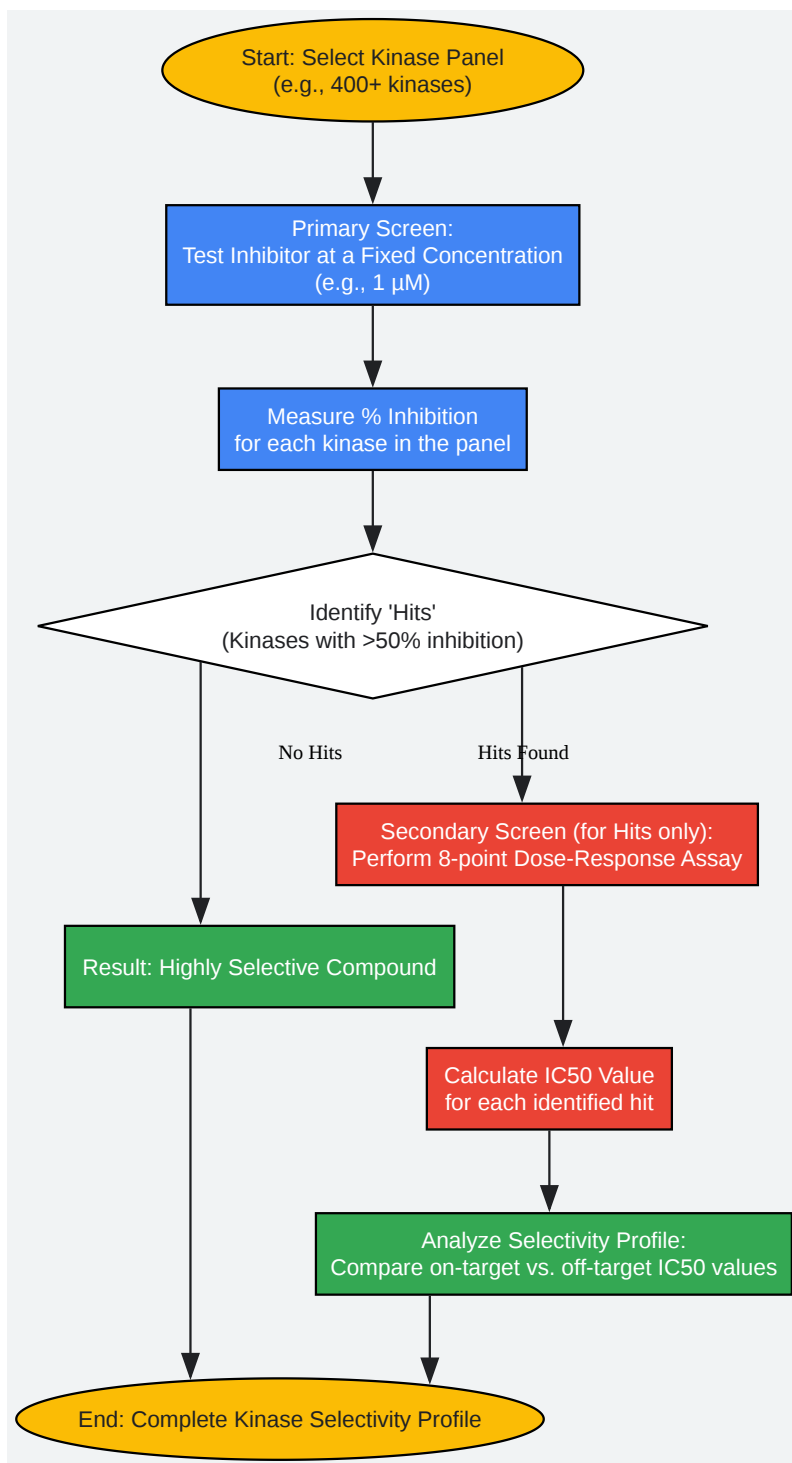 Start: Select Kinase Panel
(e.g., 400+ kinases)
Primary Screen:
Test Inhibitor at a Fixed Concentration
(e.g., 1 µM)
Measure % Inhibition
for each kinase in the panel
Identify 'Hits'
(Kinases with >50% inhibition)
No Hits
Hits Found
Secondary Screen (for Hits only):
Perform 8-point Dose-Response Assay
Result: Highly Selective Compound
Calculate IC50 Value
for each identified hit
Analyze Selectivity Profile:
Compare on-target vs. off-target IC50 values
End: Complete Kinase Selectivity Profile